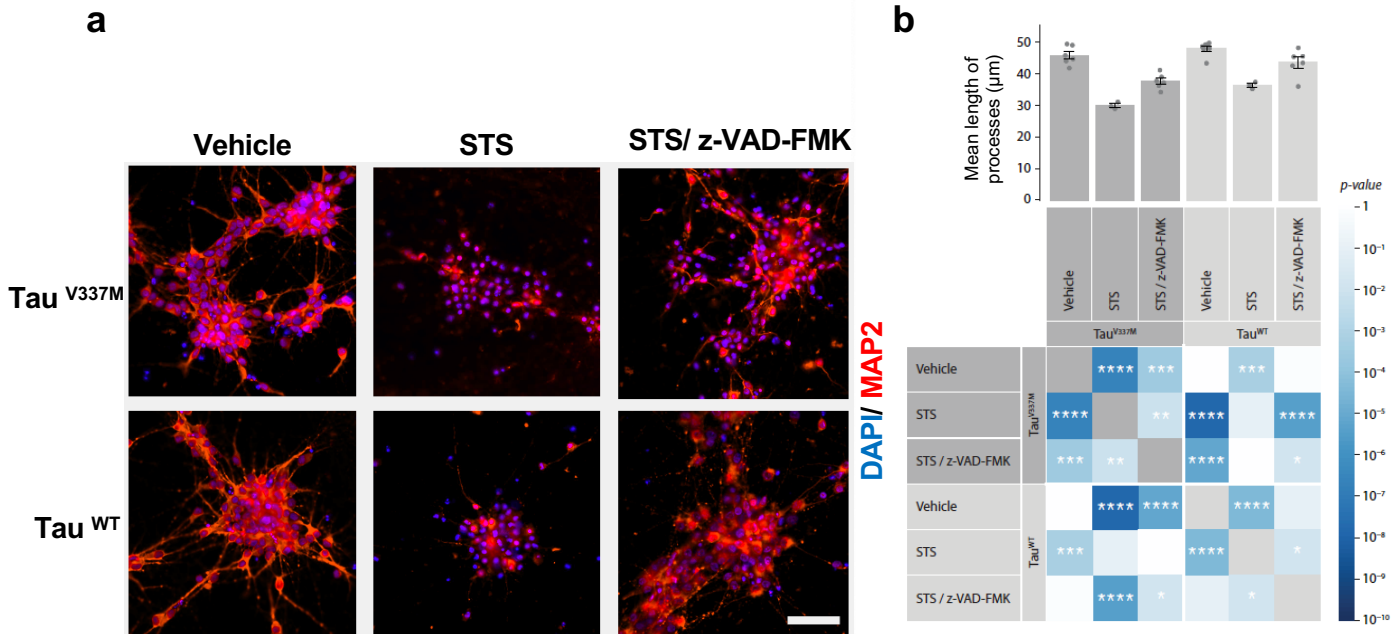 a
Vehicle STS STS/ z-VAD-FMK
Tau V337M
Tau WT
DAPI/ MAP2
b
Mean length of
processes (μm)
50
40
30
20
10
0
Vehicle STS STS / z-VAD-FMK Vehicle STS STS / z-VAD-FMK
TauV337M TauWT
p-value
1
10⁻¹
10⁻²
10⁻³
10⁻⁴
10⁻⁵
10⁻⁶
10⁻⁷
10⁻⁸
10⁻⁹
10⁻¹⁰
TauV337M
Vehicle **** *** ***
STS **** ** **** ****
STS / z-VAD-FMK *** ** **** *
TauWT
Vehicle **** **** ****
STS *** **** *
STS / z-VAD-FMK **** * *